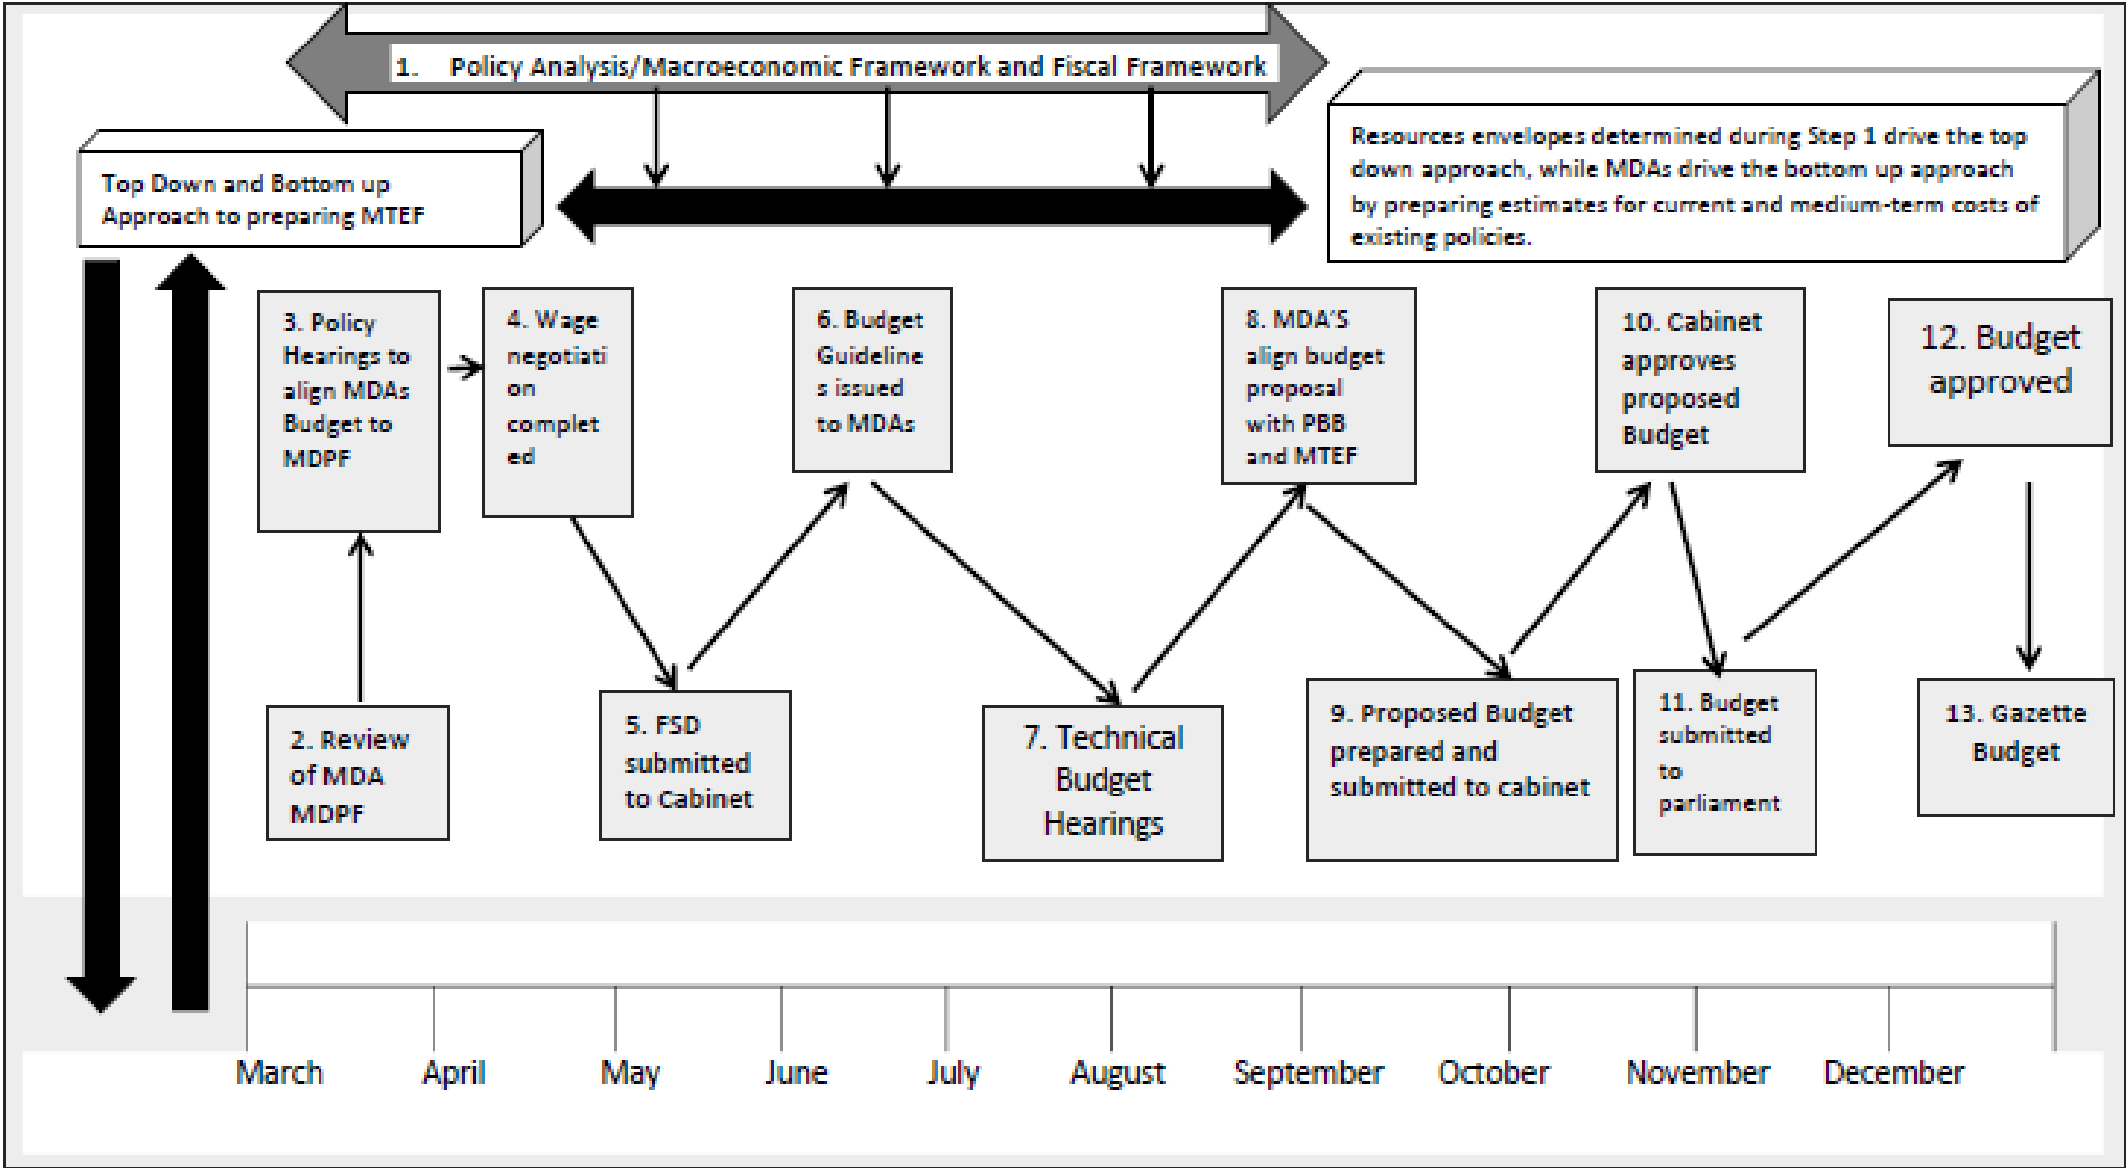 1. Policy Analysis/Macroeconomic Framework and Fiscal Framework
Top Down and Bottom up
Approach to preparing MTEF
Resources envelopes determined during Step 1 drive the top
down approach, while MDAs drive the bottom up approach
by preparing estimates for current and medium-term costs of
existing policies.
3. Policy
Hearings to
align MDAs
Budget to
MDPF
4. Wage
negotiati
on
complet
ed
6. Budget
Guideline
s issued
to MDAs
8. MDA'S
align budget
proposal
with PBB
and MTEF
10. Cabinet
approves
proposed
Budget
12. Budget
approved
2. Review
of MDA
MDPF
5. FSD
submitted
to Cabinet
7. Technical
Budget
Hearings
9. Proposed Budget
prepared and
submitted to cabinet
11. Budget
submitted
to
parliament
13. Gazette
Budget
March April May June July August September October November December